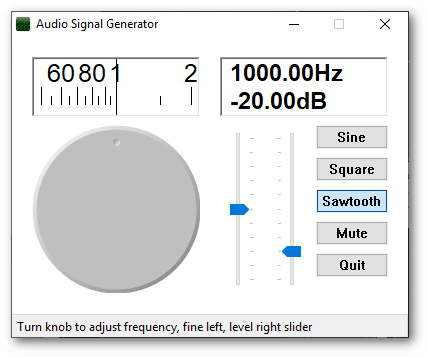 Audio Signal Generator
60 80 1 2
1000.00Hz
-20.00dB
Sine
Square
Sawtooth
Mute
Quit
Turn knob to adjust frequency, fine left, level right slider